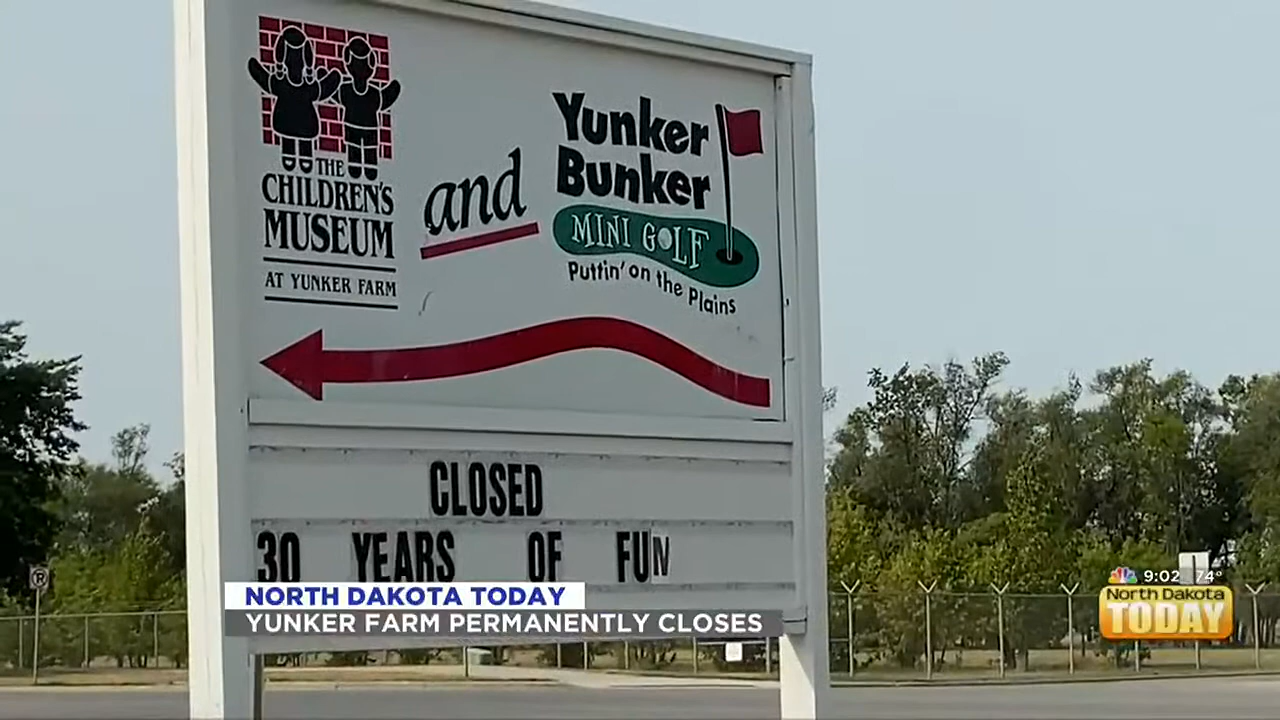 THE
CHILDREN'S
MUSEUM
AT YUNKER FARM
and
Yunker
Bunker
MINI GOLF
Puttin' on the Plains
CLOSED
30 YEARS OF FUN
NORTH DAKOTA TODAY
YUNKER FARM PERMANENTLY CLOSES
9:02 74°
North Dakota
TODAY